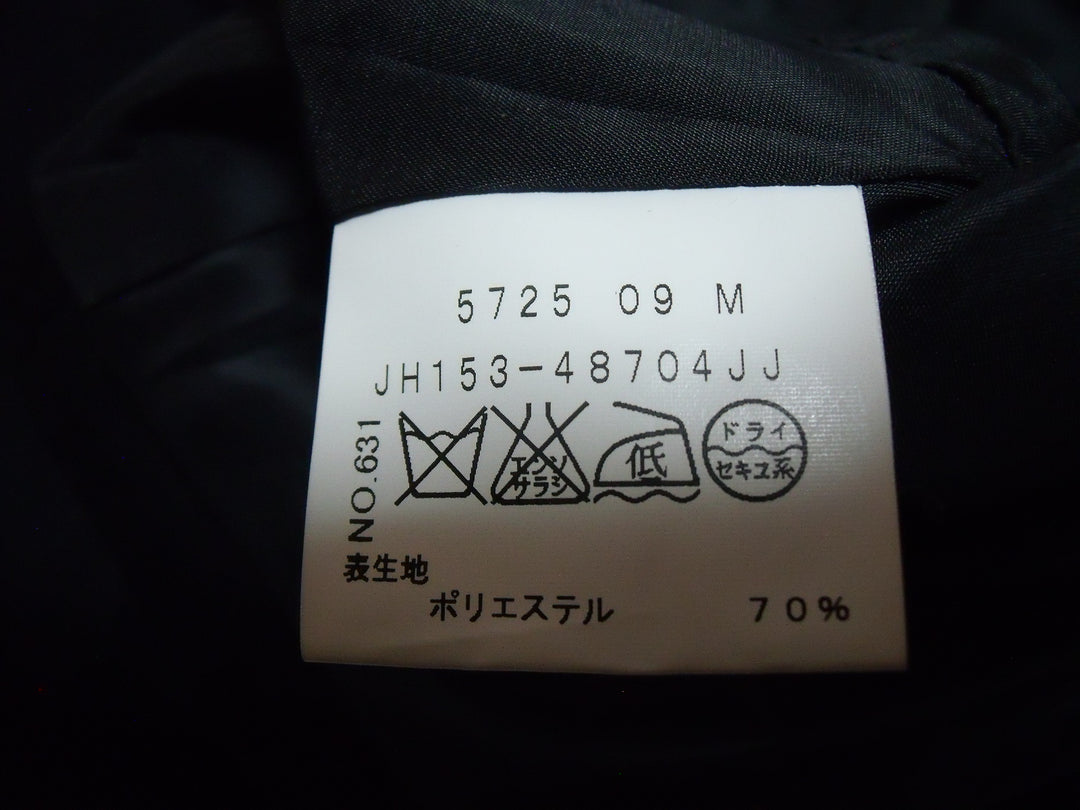 5725 09 M
JH153-48704JJ
NO.631
エンソ
サラシ
低
ドライ
セキユ系
表生地
ポリエステル 70%